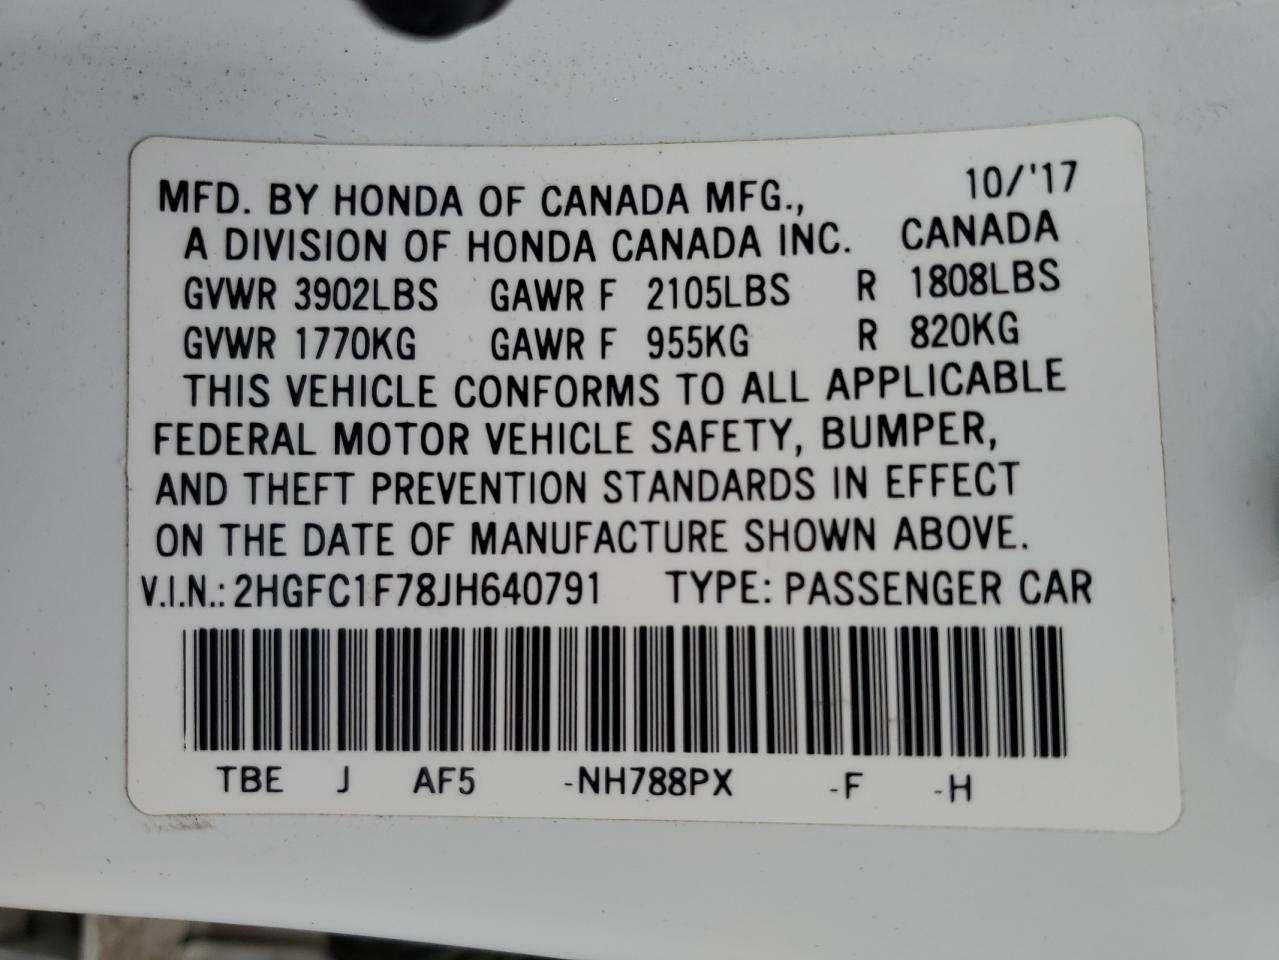 MFD. BY HONDA OF CANADA MFG., 10/'17
A DIVISION OF HONDA CANADA INC. CANADA
GVWR 3902LBS GAWR F 2105LBS R 1808LBS
GVWR 1770KG GAWR F 955KG R 820KG
THIS VEHICLE CONFORMS TO ALL APPLICABLE
FEDERAL MOTOR VEHICLE SAFETY, BUMPER,
AND THEFT PREVENTION STANDARDS IN EFFECT
ON THE DATE OF MANUFACTURE SHOWN ABOVE.
V.I.N.: 2HGFC1F78JH640791 TYPE: PASSENGER CAR
TBE J AF5 -NH788PX -F -H